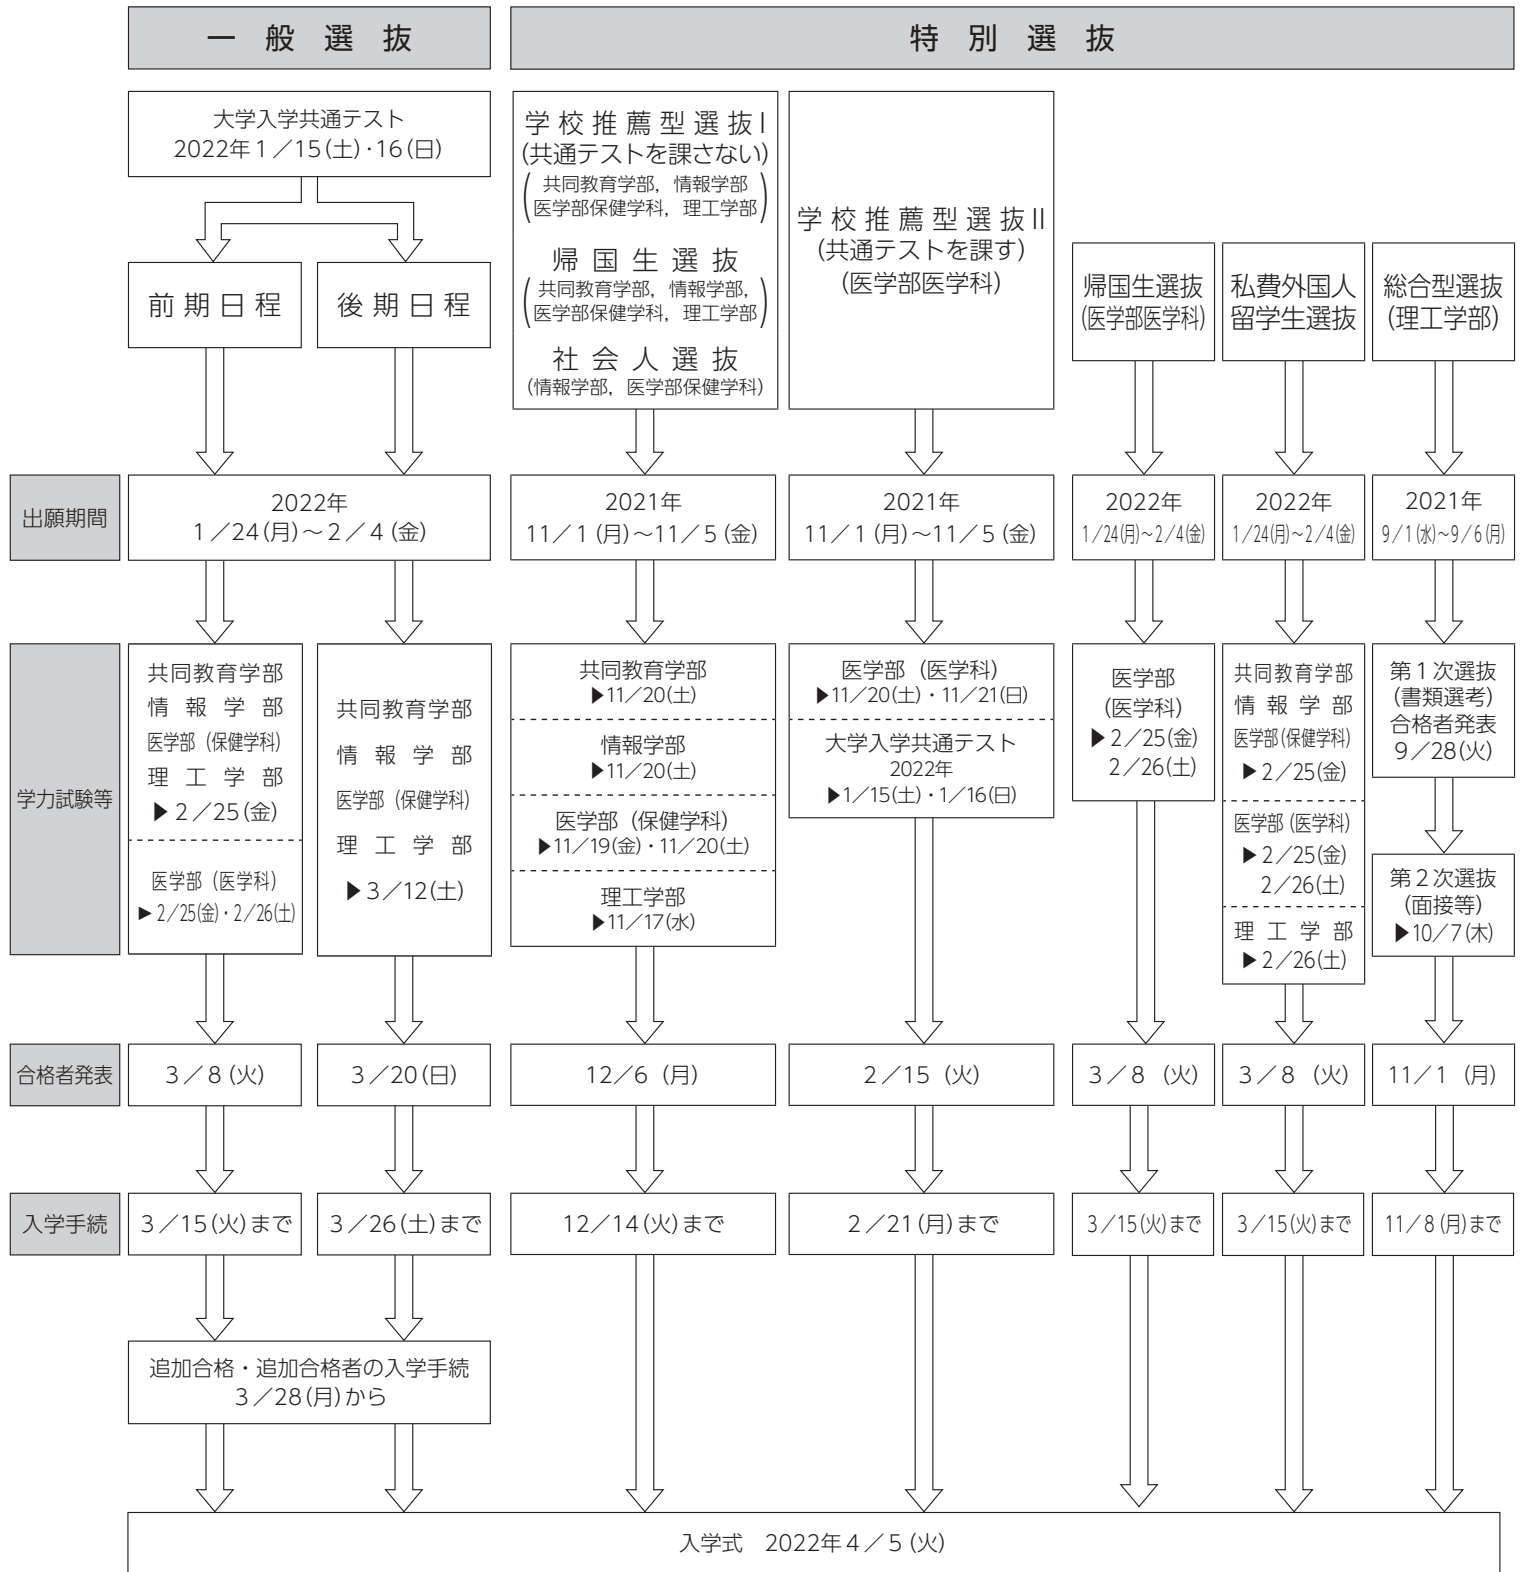 一般選抜
特別選抜
大学入学共通テスト
2022年1／15(土)・16(日)
前期日程
後期日程
学校推薦型選抜Ⅰ
(共通テストを課さない)
(共同教育学部，情報学部
医学部保健学科，理工学部)
帰国生選抜
(共同教育学部，情報学部，
医学部保健学科，理工学部)
社会人選抜
(情報学部，医学部保健学科)
学校推薦型選抜Ⅱ
(共通テストを課す)
(医学部医学科)
帰国生選抜
(医学部医学科)
私費外国人
留学生選抜
総合型選抜
(理工学部)
出願期間
2022年
1／24(月)～2／4(金)
2021年
11／1(月)～11／5(金)
2021年
11／1(月)～11／5(金)
2022年
1／24(月)～2／4(金)
2022年
1／24(月)～2／4(金)
2021年
9／1(水)～9／6(月)
学力試験等
共同教育学部
情報学部
医学部（保健学科）
理工学部
▶2／25(金)
医学部（医学科）
▶2／25(金)・2／26(土)
共同教育学部
情報学部
医学部（保健学科）
理工学部
▶3／12(土)
共同教育学部
▶11／20(土)
情報学部
▶11／20(土)
医学部（保健学科）
▶11／19(金)・11／20(土)
理工学部
▶11／17(水)
医学部（医学科）
▶11／20(土)・11／21(日)
大学入学共通テスト
2022年
▶1／15(土)・1／16(日)
医学部
(医学科)
▶2／25(金)
2／26(土)
共同教育学部
情報学部
医学部(保健学科)
▶2／25(金)
医学部(医学科)
▶2／25(金)
2／26(土)
理工学部
▶2／26(土)
第1次選抜
(書類選考)
合格者発表
9／28(火)
第2次選抜
(面接等)
▶10／7(木)
合格者発表
3／8(火)
3／20(日)
12／6(月)
2／15(火)
3／8(火)
3／8(火)
11／1(月)
入学手続
3／15(火)まで
3／26(土)まで
12／14(火)まで
2／21(月)まで
3／15(火)まで
3／15(火)まで
11／8(月)まで
追加合格・追加合格者の入学手続
3／28(月)から
入学式　2022年4／5(火)